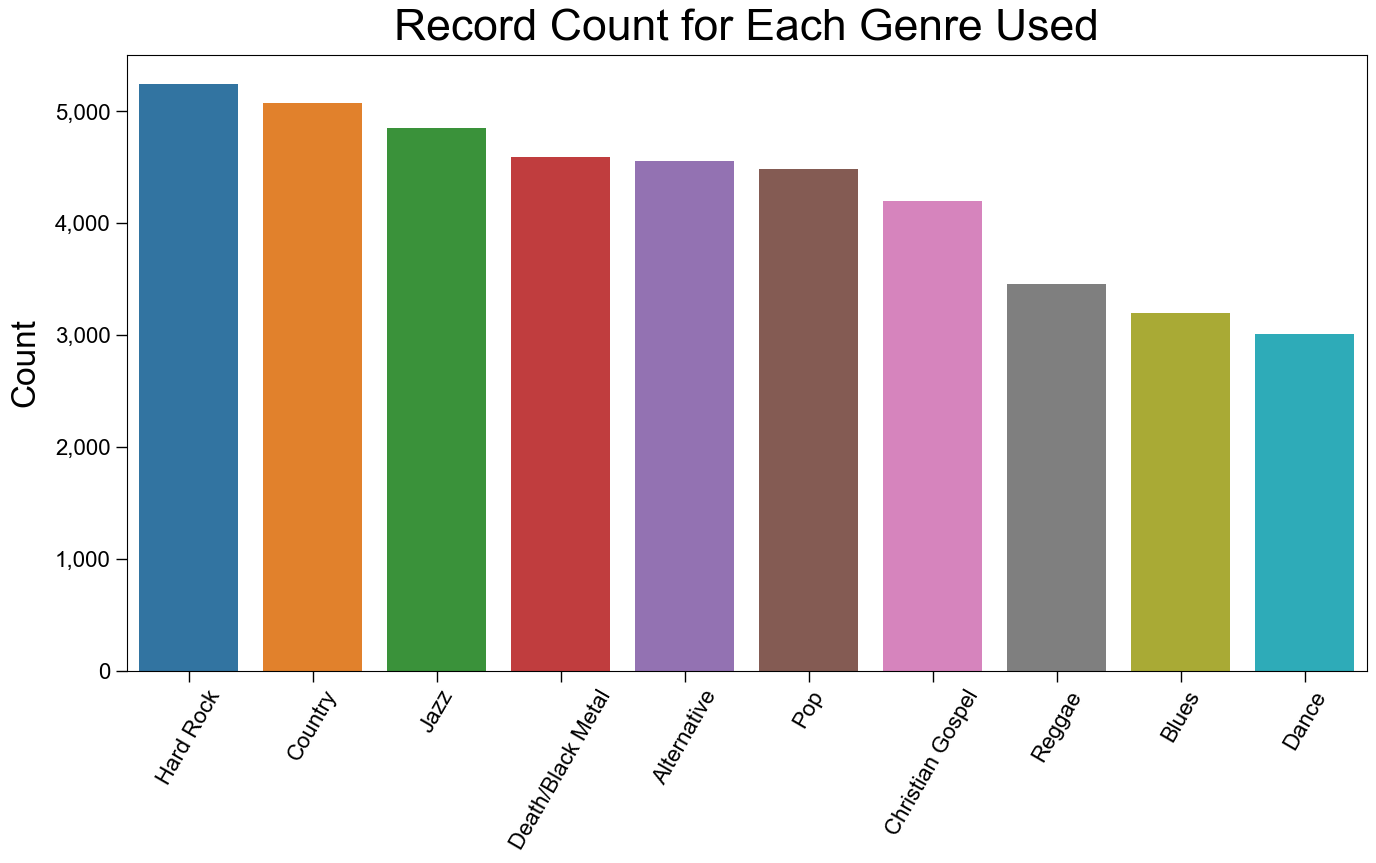 Record Count for Each Genre Used
Count
5,000
4,000
3,000
2,000
1,000
0
Hard Rock
Country
Jazz
Death/Black Metal
Alternative
Pop
Christian Gospel
Reggae
Blues
Dance